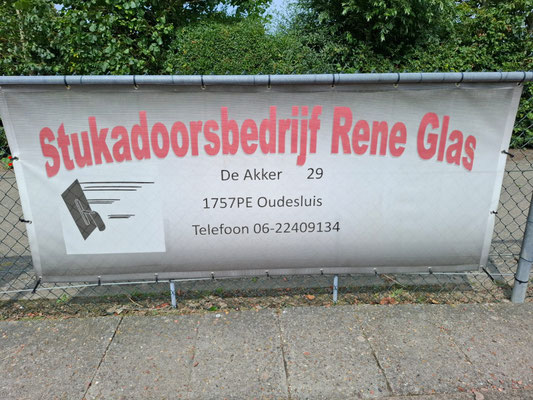 Stukadoorsbedrijf Rene Glas
De Akker 29
1757PE Oudesluis
Telefoon 06-22409134